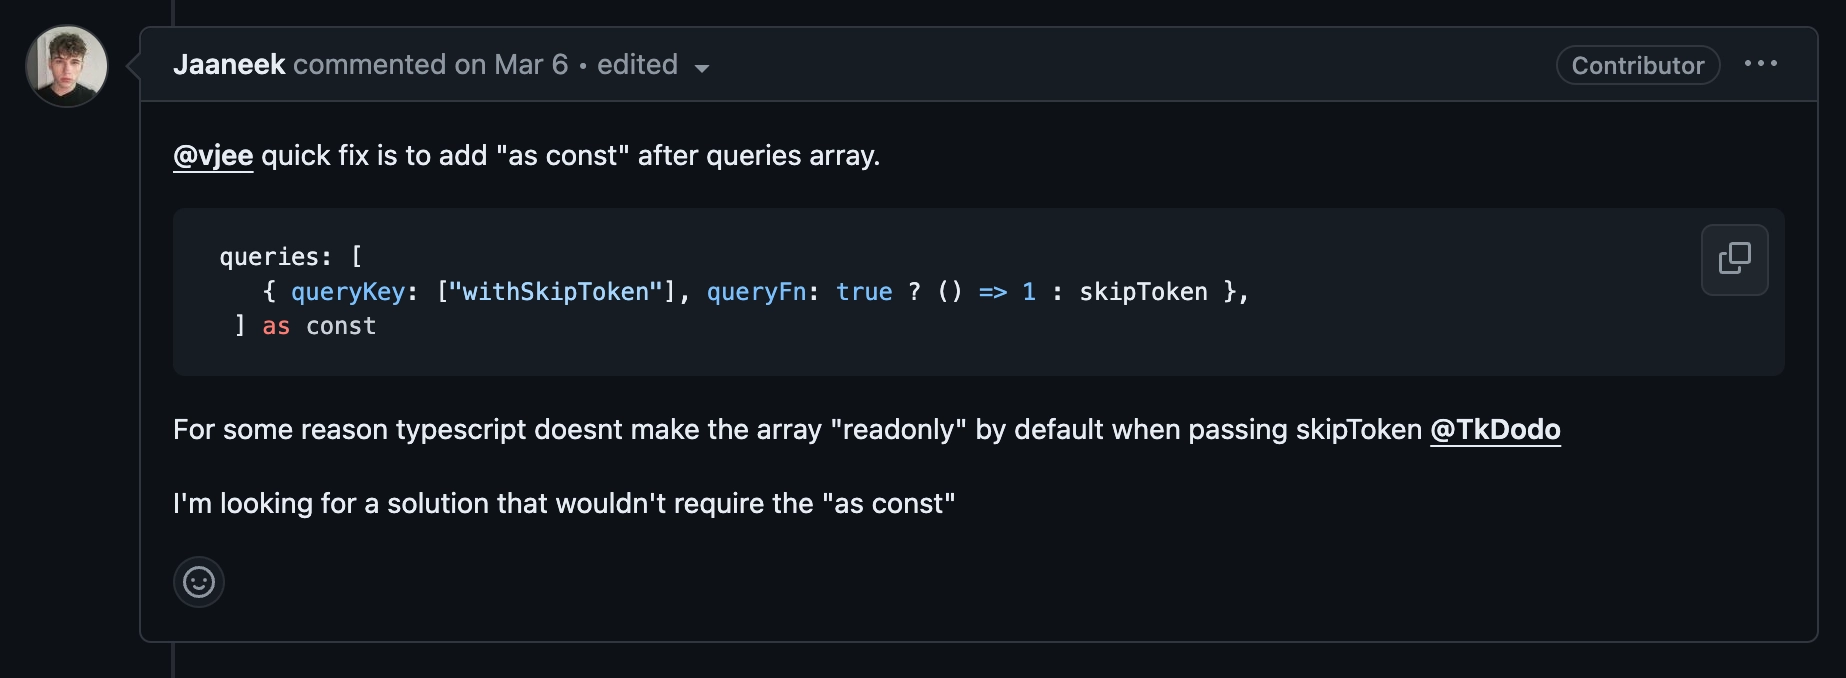 Jaaneek commented on Mar 6 • edited
Contributor
@vjee quick fix is to add "as const" after queries array.
queries: [
{ queryKey: ["withSkipToken"], queryFn: true ? () => 1 : skipToken },
] as const
For some reason typescript doesnt make the array "readonly" by default when passing skipToken @TkDodo
I'm looking for a solution that wouldn't require the "as const"